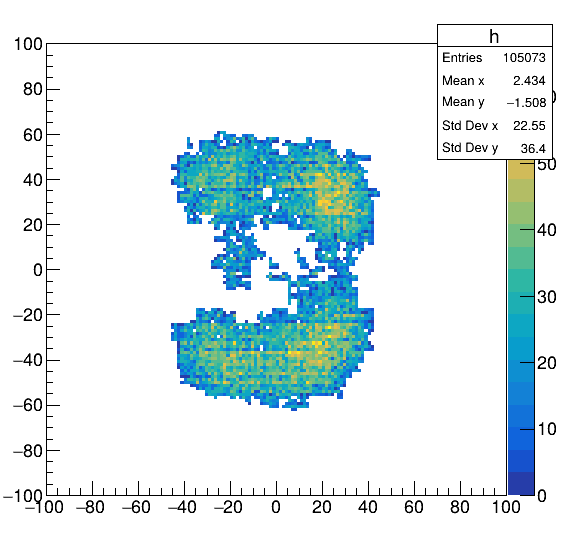 h
Entries 105073
Mean x 2.434
Mean y −1.508
Std Dev x 22.55
Std Dev y 36.4
100
80
60
40
20
0
−20
−40
−60
−80
−100
−100 −80 −60 −40 −20 0 20 40 60 80 100
50
40
30
20
10
0